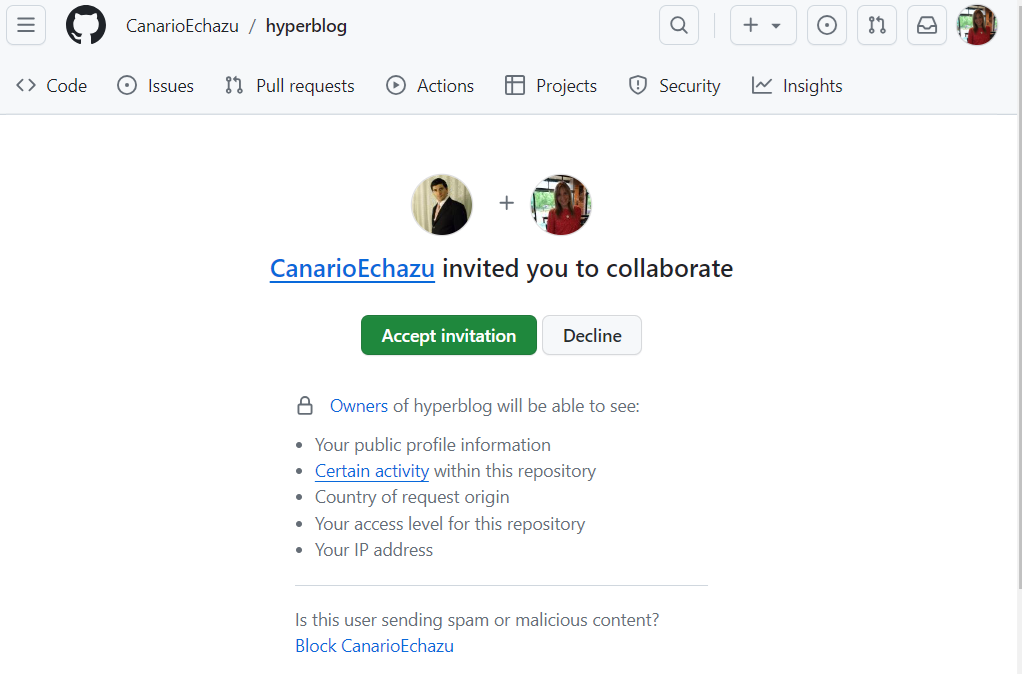 CanarioEchazu / hyperblog
Code Issues Pull requests Actions Projects Security Insights
CanarioEchazu invited you to collaborate
Accept invitation Decline
Owners of hyperblog will be able to see:
Your public profile information
Certain activity within this repository
Country of request origin
Your access level for this repository
Your IP address
Is this user sending spam or malicious content?
Block CanarioEchazu